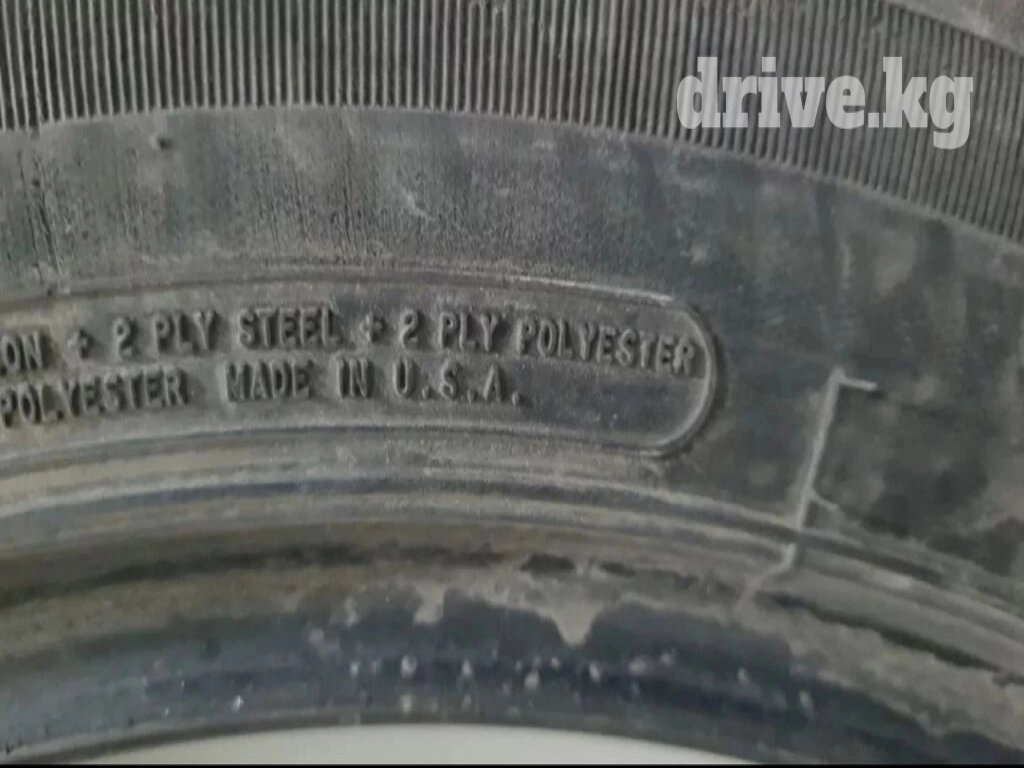 drive.kg
ON + 2 PLY STEEL + 2 PLY POLYESTER
POLYESTER MADE IN U.S.A.